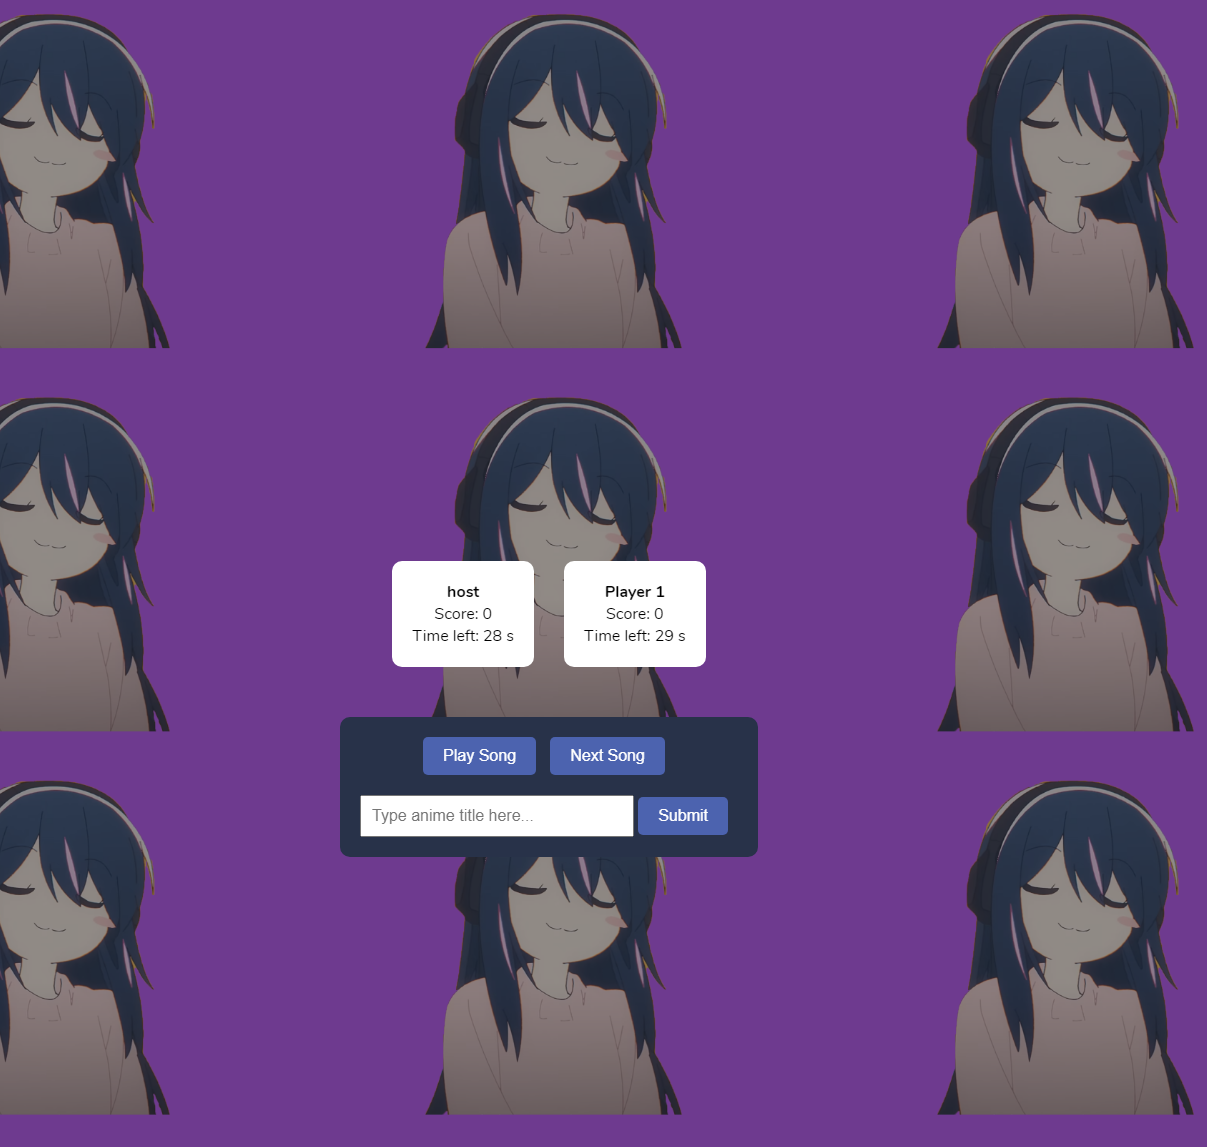 host
Score: 0
Time left: 28 s
Player 1
Score: 0
Time left: 29 s
Play Song
Next Song
Type anime title here...
Submit